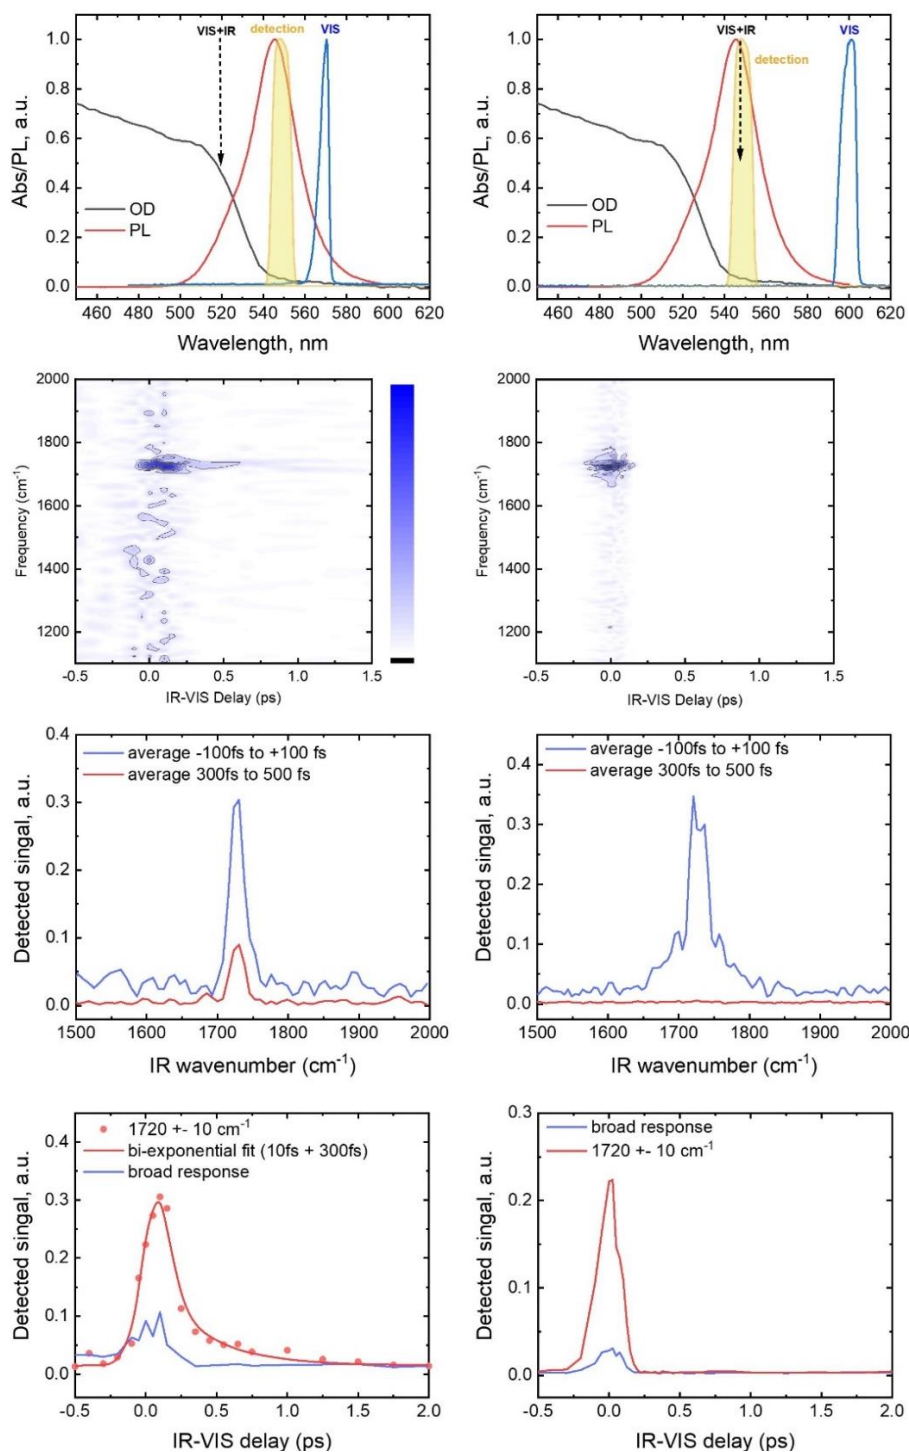 VIS+IR
detection
VIS
Abs/PL, a.u.
1.0
0.8
0.6
0.4
0.2
0.0
OD
PL
460 480 500 520 540 560 580 600 620
Wavelength, nm
VIS+IR
VIS
detection
Abs/PL, a.u.
1.0
0.8
0.6
0.4
0.2
0.0
OD
PL
460 480 500 520 540 560 580 600 620
Wavelength, nm
Frequency (cm-1)
2000
1800
1600
1400
1200
-0.5 0.0 0.5 1.0 1.5
IR-VIS Delay (ps)
Frequency (cm-1)
2000
1800
1600
1400
1200
-0.5 0.0 0.5 1.0 1.5
IR-VIS Delay (ps)
Detected singal, a.u.
0.4
0.3
0.2
0.1
0.0
average -100fs to +100 fs
average 300fs to 500 fs
1500 1600 1700 1800 1900 2000
IR wavenumber (cm-1)
Detected singal, a.u.
0.4
0.3
0.2
0.1
0.0
average -100fs to +100 fs
average 300fs to 500 fs
1500 1600 1700 1800 1900 2000
IR wavenumber (cm-1)
Detected singal, a.u.
0.4
0.3
0.2
0.1
0.0
1720 +- 10 cm-1
bi-exponential fit (10fs + 300fs)
broad response
-0.5 0.0 0.5 1.0 1.5 2.0
IR-VIS delay (ps)
Detected singal, a.u.
0.3
0.2
0.1
0.0
broad response
1720 +- 10 cm-1
-0.5 0.0 0.5 1.0 1.5 2.0
IR-VIS delay (ps)